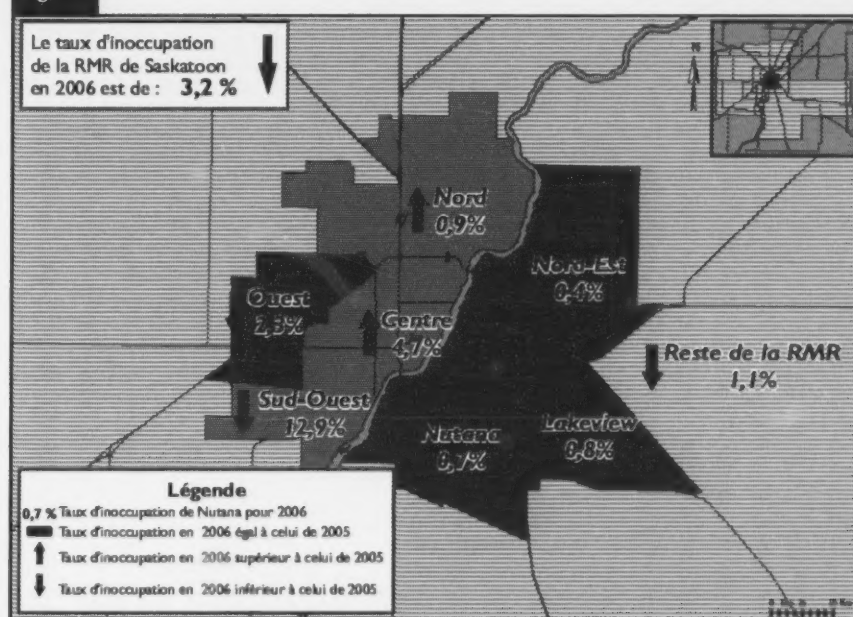 Le taux d'inoccupation
de la RMR de Saskatoon
en 2006 est de : 3,2 %
N
Nord
0,9%
Nord-Est
0,4%
Ouest
2,3%
Centre
4,7%
Reste de la RMR
1,1%
Sud-Ouest
12,9%
Nutana
0,7%
Lakeview
0,8%
Légende
0,7 % Taux d'inoccupation de Nutana pour 2006
Taux d'inoccupation en 2006 égal à celui de 2005
Taux d'inoccupation en 2006 supérieur à celui de 2005
Taux d'inoccupation en 2006 inférieur à celui de 2005